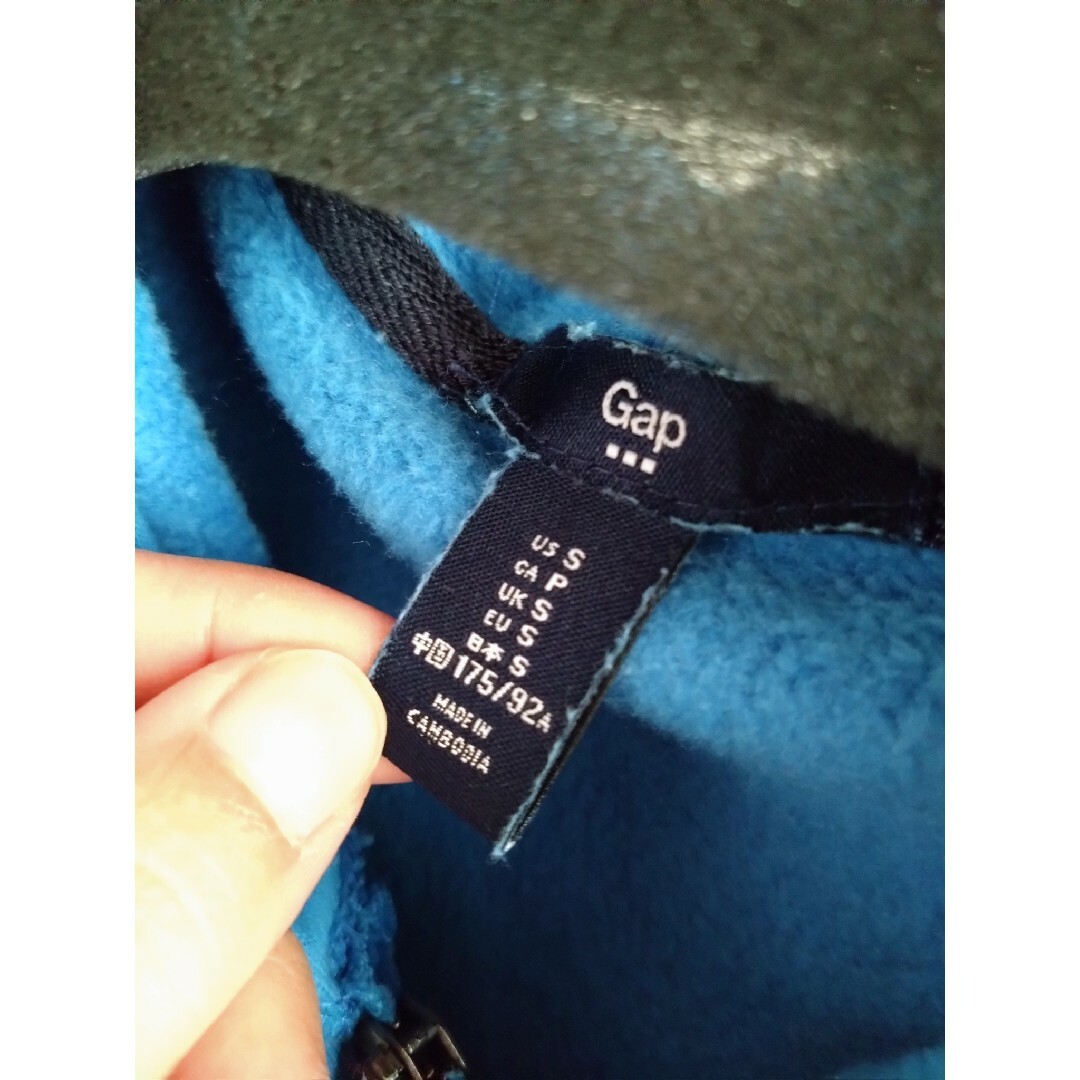 Gap
US S
CA P
UK S
EU S
日本 S
中国 175/92A
MADE IN
CAMBODIA